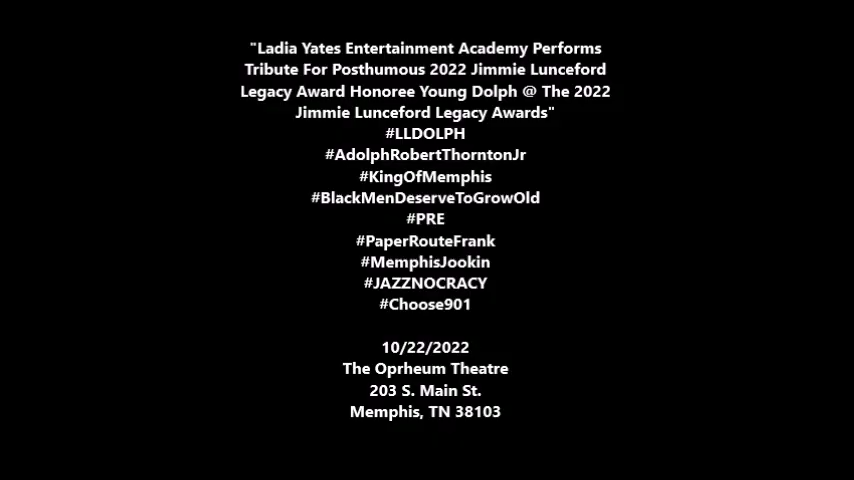 "Ladia Yates Entertainment Academy Performs
Tribute For Posthumous 2022 Jimmie Lunceford
Legacy Award Honoree Young Dolph @ The 2022
Jimmie Lunceford Legacy Awards"
#LLDOLPH
#AdolphRobertThorntonJr
#KingOfMemphis
#BlackMenDeserveToGrowOld
#PRE
#PaperRouteFrank
#MemphisJookin
#JAZZNOCRACY
#Choose901
10/22/2022
The Oprheum Theatre
203 S. Main St.
Memphis, TN 38103